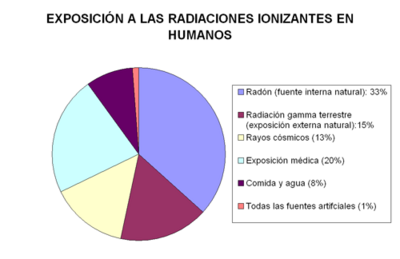 EXPOSICIÓN A LAS RADIACIONES IONIZANTES EN
HUMANOS
Radón (fuente interna natural): 33%
Radiación gamma terrestre
(exposición externa natural):15%
Rayos cósmicos (13%)
Exposición médica (20%)
Comida y agua (8%)
Todas las fuentes artifciales (1%)